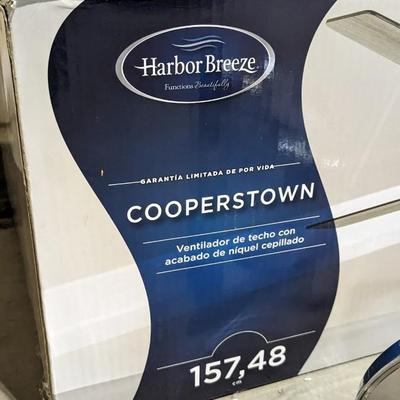 Harbor Breeze®
Functions Beautifully
GARANTÍA LIMITADA DE POR VIDA
COOPERSTOWN
Ventilador de techo con
acabado de níquel cepillado
157,48
cm